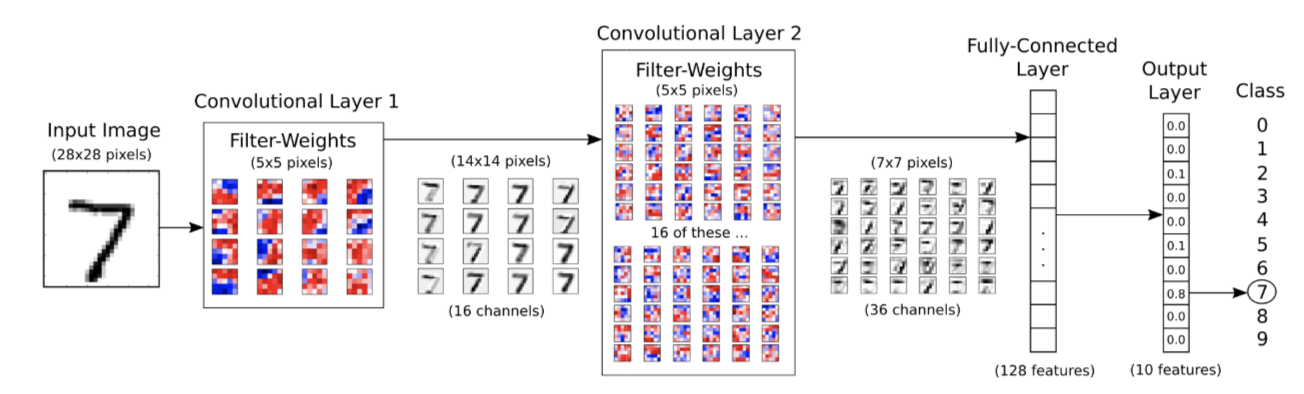 Input Image
(28x28 pixels)
Convolutional Layer 1
Filter-Weights
(5x5 pixels)
(14x14 pixels)
(16 channels)
Convolutional Layer 2
Filter-Weights
(5x5 pixels)
16 of these ...
(7x7 pixels)
(36 channels)
Fully-Connected
Layer
(128 features)
Output
Layer
0.0
0.0
0.1
0.0
0.0
0.1
0.0
0.8
0.0
0.0
(10 features)
Class
0
1
2
3
4
5
6
7
8
9